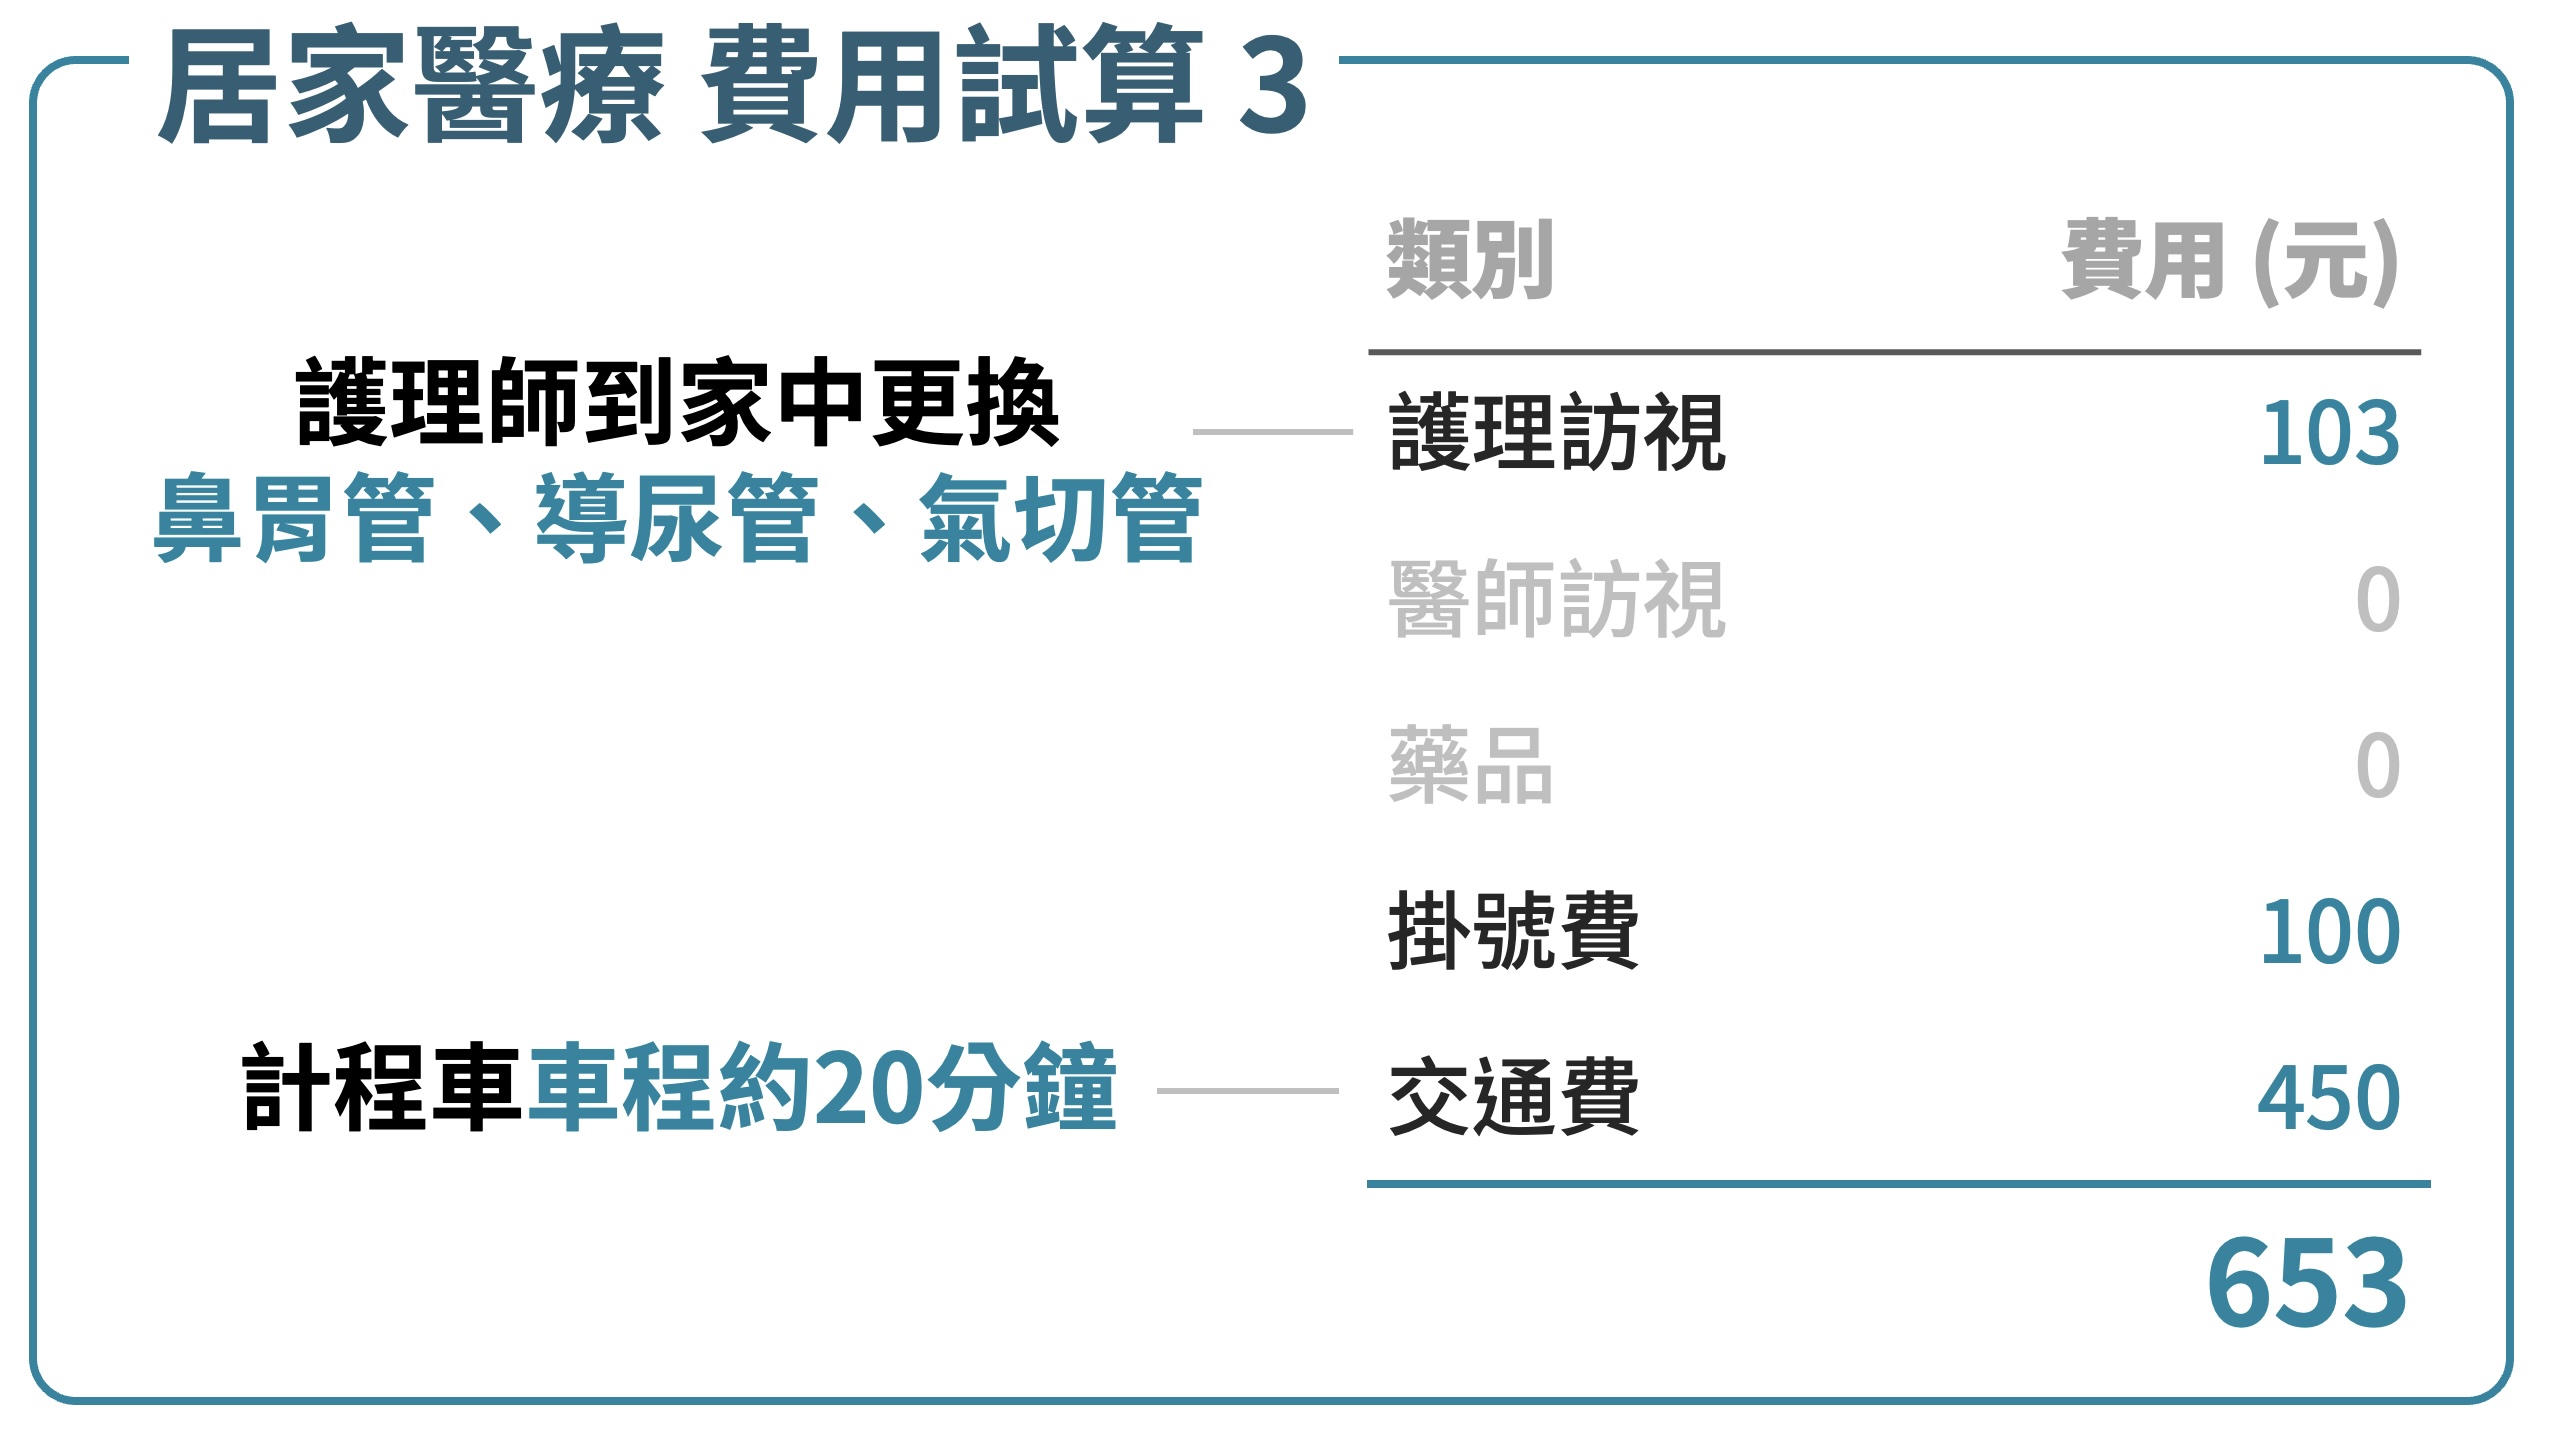 居家醫療 費用試算 3
類別 費用 (元)
護理師到家中更換
鼻胃管、導尿管、氣切管
護理訪視 103
醫師訪視 0
藥品 0
掛號費 100
計程車車程約20分鐘
交通費 450
653